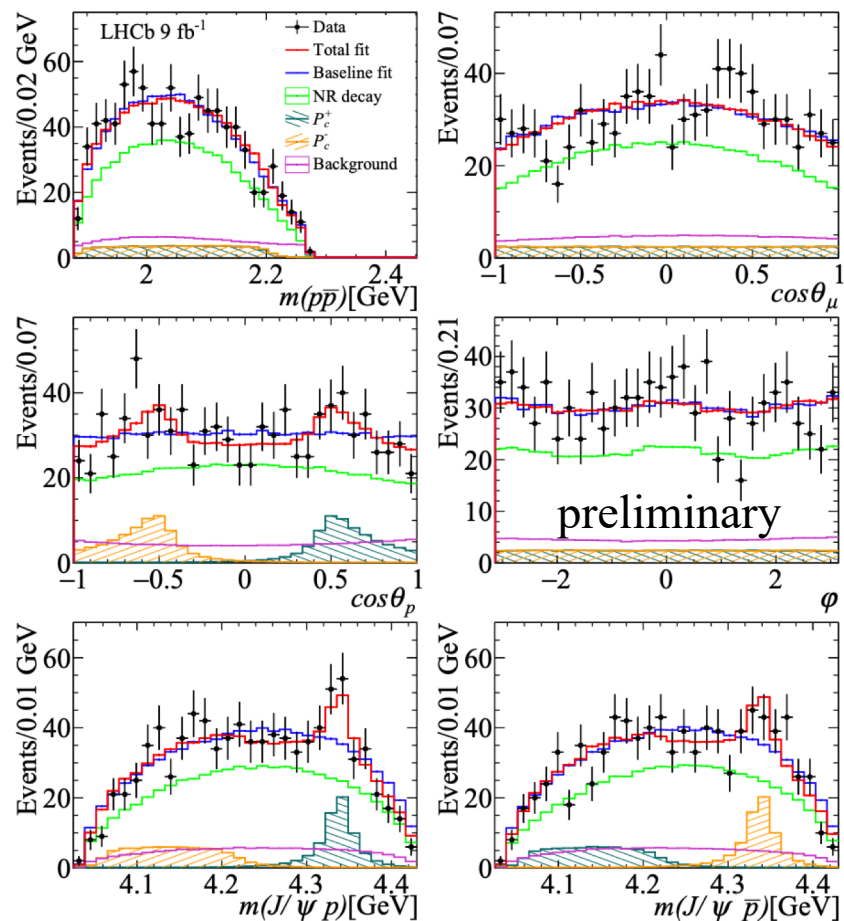 LHCb 9 fb⁻¹
Data
Total fit
Baseline fit
NR decay
P_c^+
P_c^-
Background
Events/0.02 GeV
60
40
20
0
2
2.2
2.4
m(pp̅)[GeV]
Events/0.07
40
20
0
−1
−0.5
0
0.5
1
cosθ_μ
Events/0.07
40
20
0
−1
−0.5
0
0.5
1
cosθ_p
Events/0.21
40
30
21
10
0
preliminary
−2
0
2
φ
Events/0.01 GeV
60
40
20
0
4.1
4.2
4.3
4.4
m(J/ψ p)[GeV]
Events/0.01 GeV
60
40
20
0
4.1
4.2
4.3
4.4
m(J/ψ p̅)[GeV]